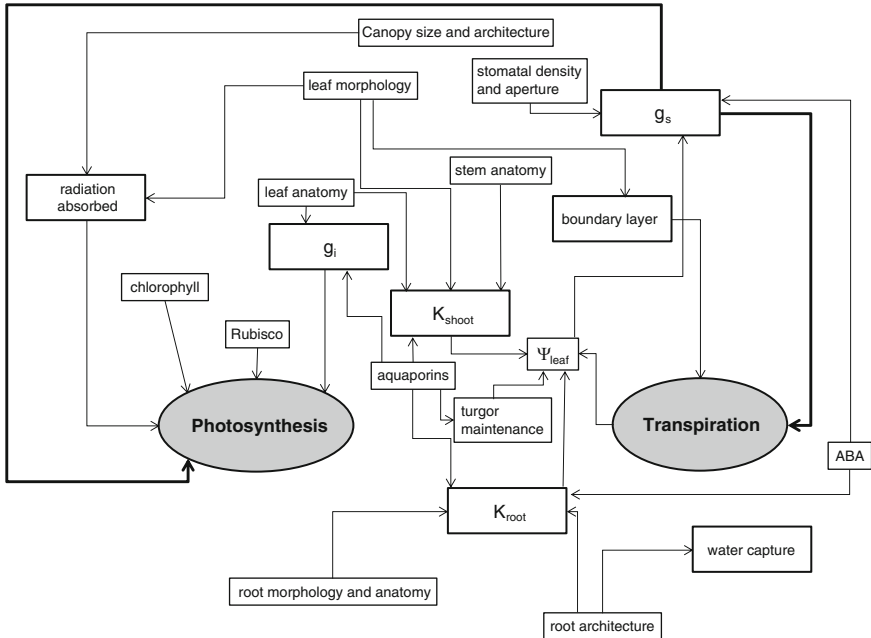 Canopy size and architecture
stomatal density
and aperture
leaf morphology
gs
radiation
absorbed
leaf anatomy
stem anatomy
boundary layer
gi
chlorophyll
Kshoot
Rubisco
Ψleaf
aquaporins
turgor
maintenance
Photosynthesis
Transpiration
ABA
Kroot
water capture
root morphology and anatomy
root architecture